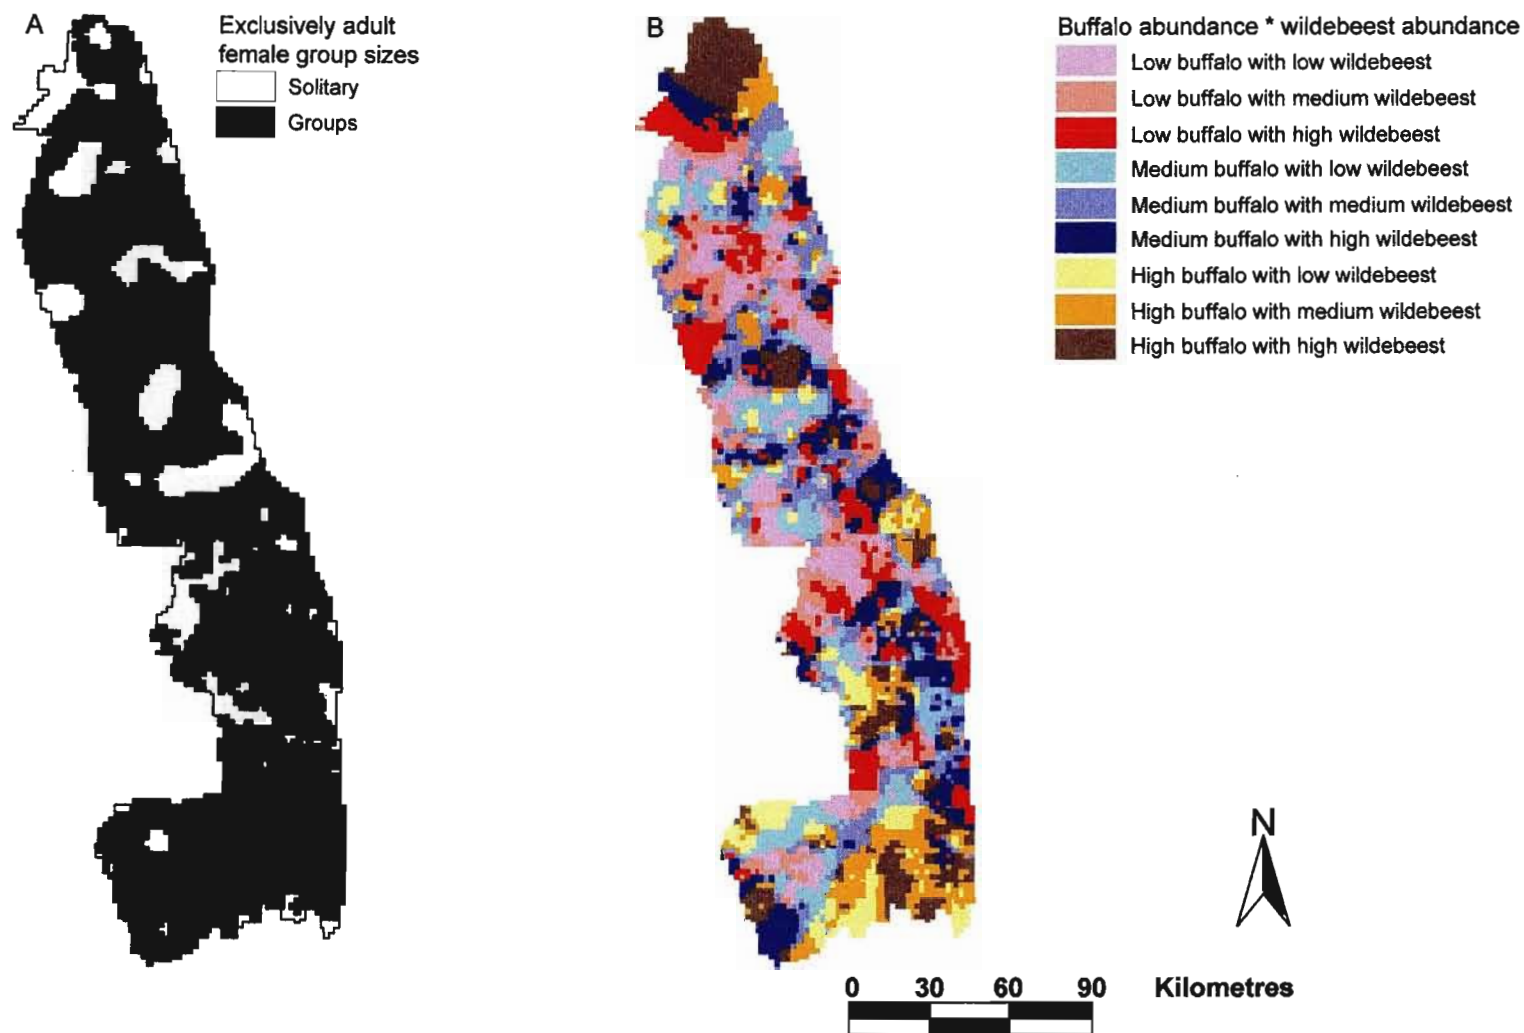 A
Exclusively adult
female group sizes
Solitary
Groups
B
Buffalo abundance * wildebeest abundance
Low buffalo with low wildebeest
Low buffalo with medium wildebeest
Low buffalo with high wildebeest
Medium buffalo with low wildebeest
Medium buffalo with medium wildebeest
Medium buffalo with high wildebeest
High buffalo with low wildebeest
High buffalo with medium wildebeest
High buffalo with high wildebeest
N
0 30 60 90 Kilometres